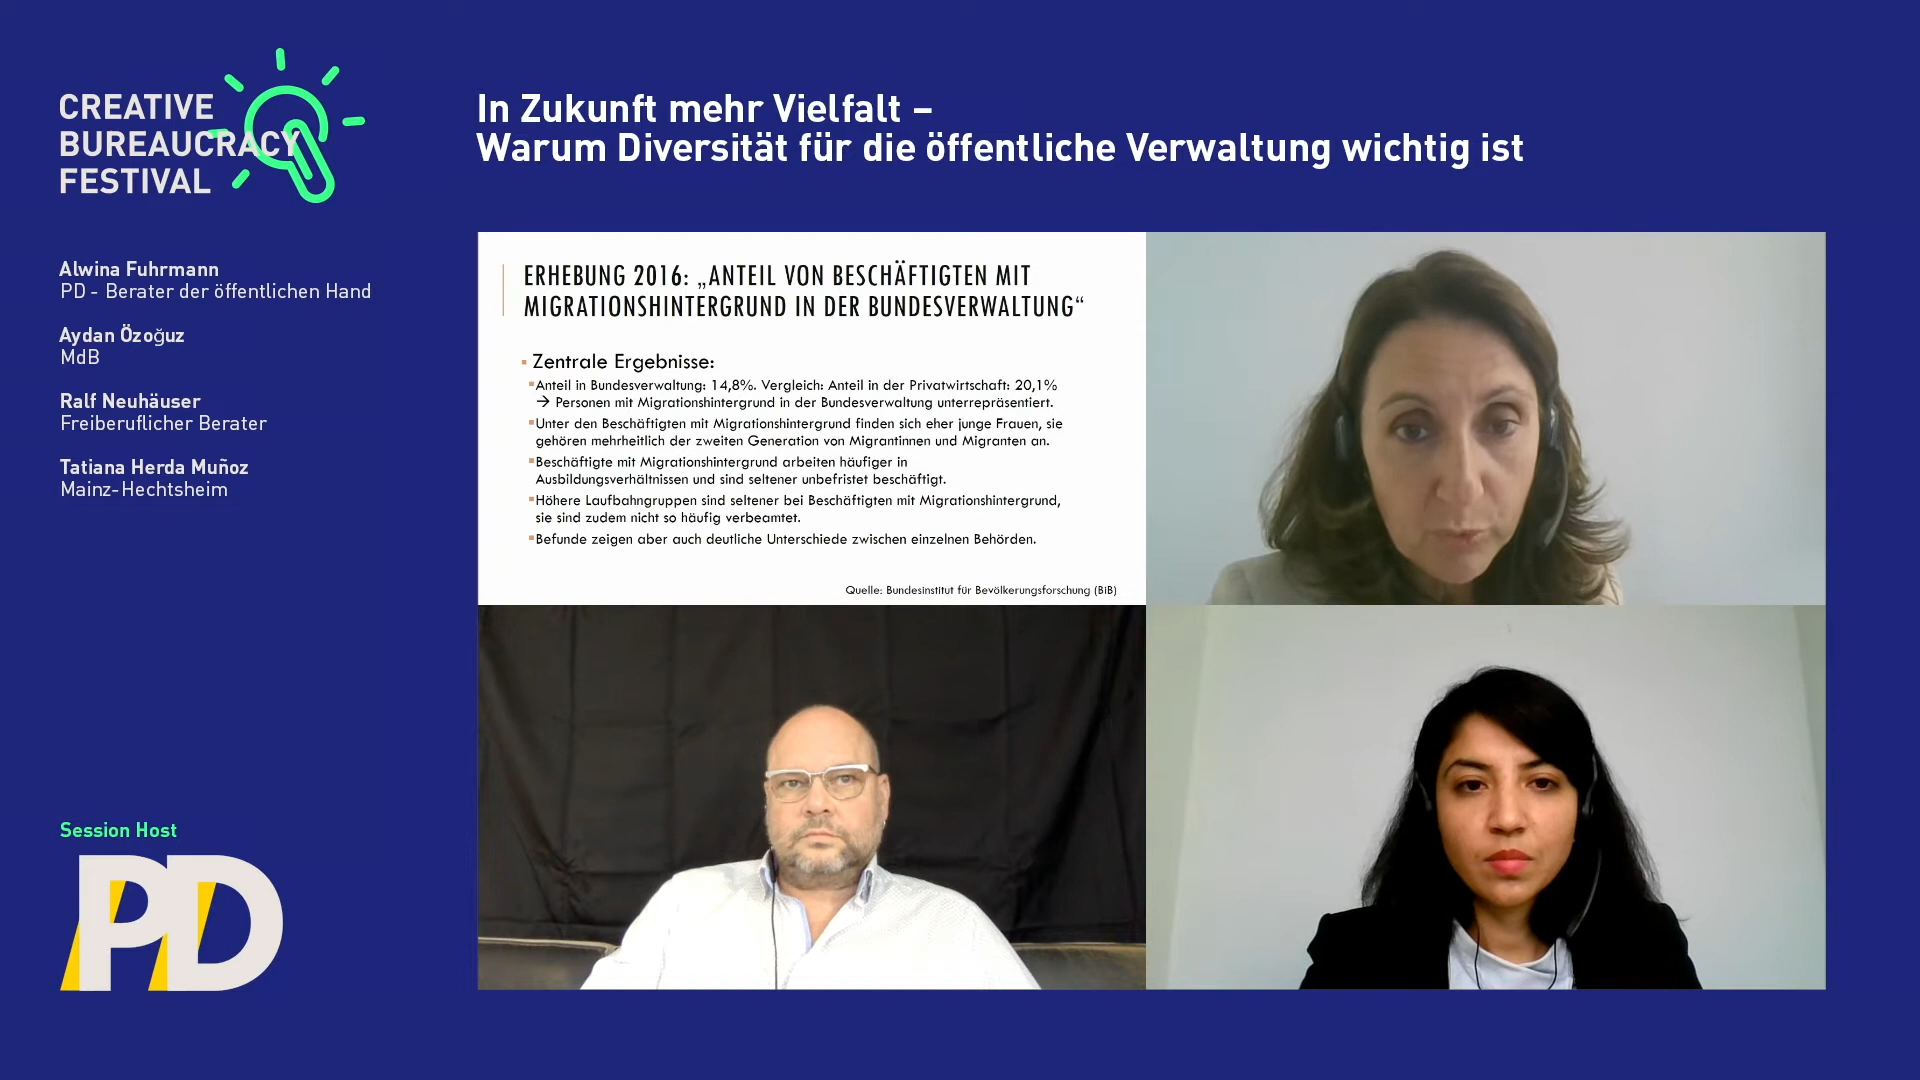 CREATIVE
BUREAUCRACY
FESTIVAL
In Zukunft mehr Vielfalt –
Warum Diversität für die öffentliche Verwaltung wichtig ist
Alwina Fuhrmann
PD - Berater der öffentlichen Hand
Aydan Özoğuz
MdB
Ralf Neuhäuser
Freiberuflicher Berater
Tatiana Herda Muñoz
Mainz-Hechtsheim
Session Host
PD
ERHEBUNG 2016: „ANTEIL VON BESCHÄFTIGTEN MIT
MIGRATIONSHINTERGRUND IN DER BUNDESVERWALTUNG“
▪ Zentrale Ergebnisse:
▪Anteil in Bundesverwaltung: 14,8%. Vergleich: Anteil in der Privatwirtschaft: 20,1%
→ Personen mit Migrationshintergrund in der Bundesverwaltung unterrepräsentiert.
▪Unter den Beschäftigten mit Migrationshintergrund finden sich eher junge Frauen, sie
gehören mehrheitlich der zweiten Generation von Migrantinnen und Migranten an.
▪Beschäftigte mit Migrationshintergrund arbeiten häufiger in
Ausbildungsverhältnissen und sind seltener unbefristet beschäftigt.
▪Höhere Laufbahngruppen sind seltener bei Beschäftigten mit Migrationshintergrund,
sie sind zudem nicht so häufig verbeamtet.
▪Befunde zeigen aber auch deutliche Unterschiede zwischen einzelnen Behörden.
Quelle: Bundesinstitut für Bevölkerungsforschung (BiB)